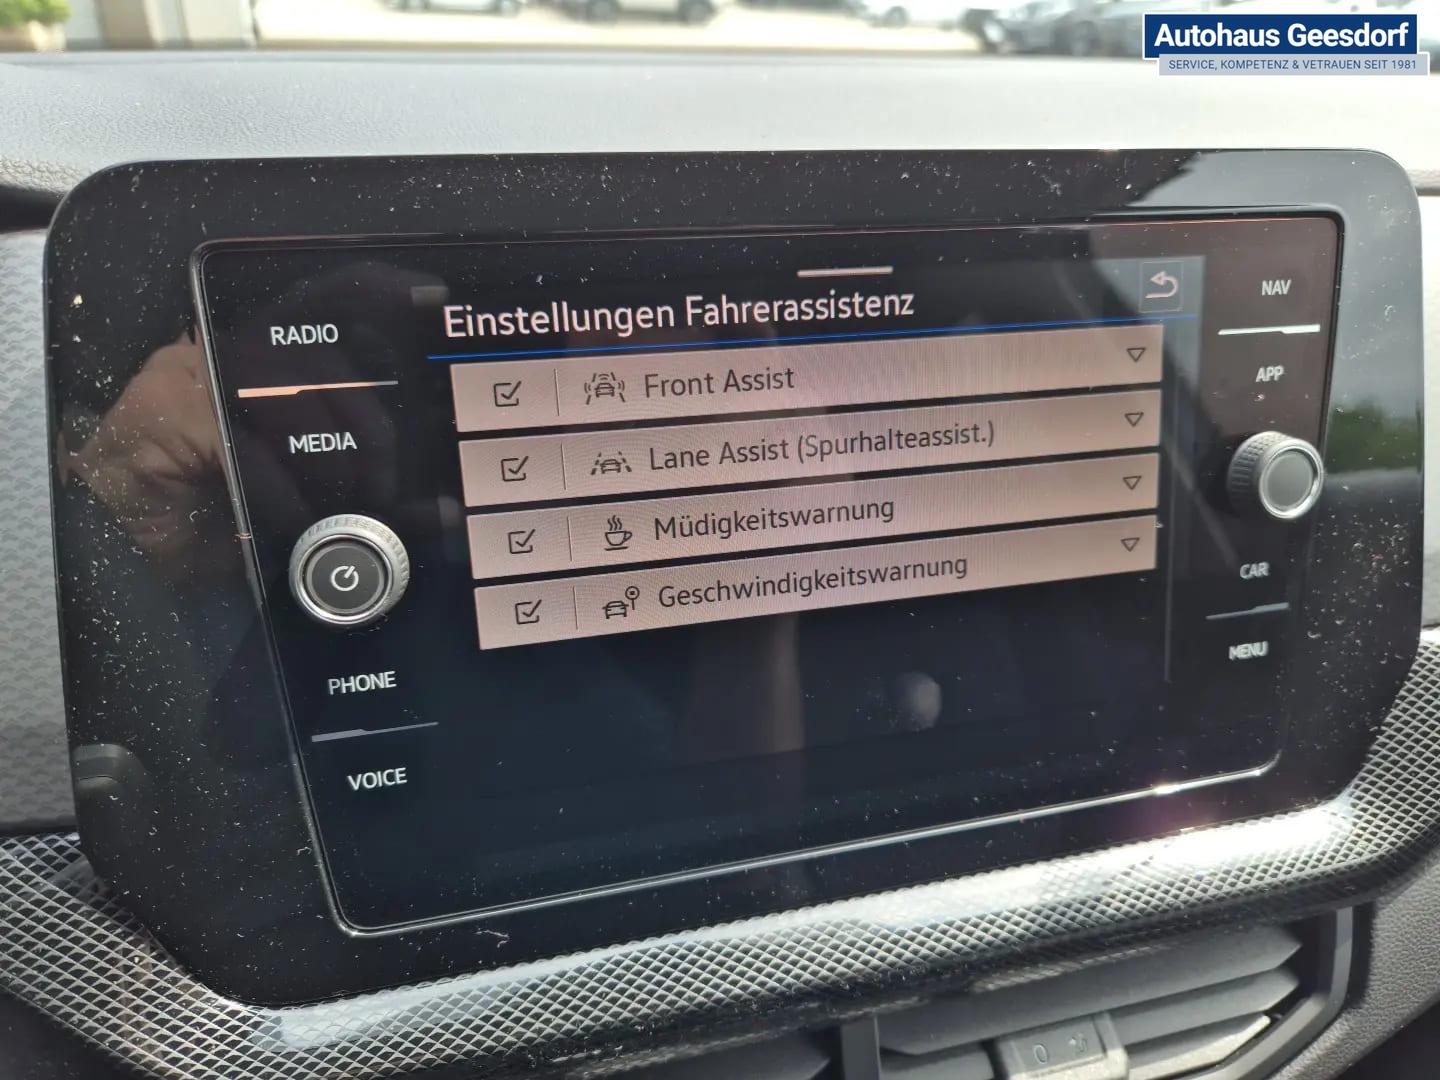 Autohaus Geesdorf
SERVICE, KOMPETENZ & VETRAUEN SEIT 1981
Einstellungen Fahrerassistenz
Front Assist
Lane Assist (Spurhalteassist.)
Müdigkeitswarnung
Geschwindigkeitswarnung
RADIO
MEDIA
PHONE
VOICE
NAV
APP
CAR
MENU
0